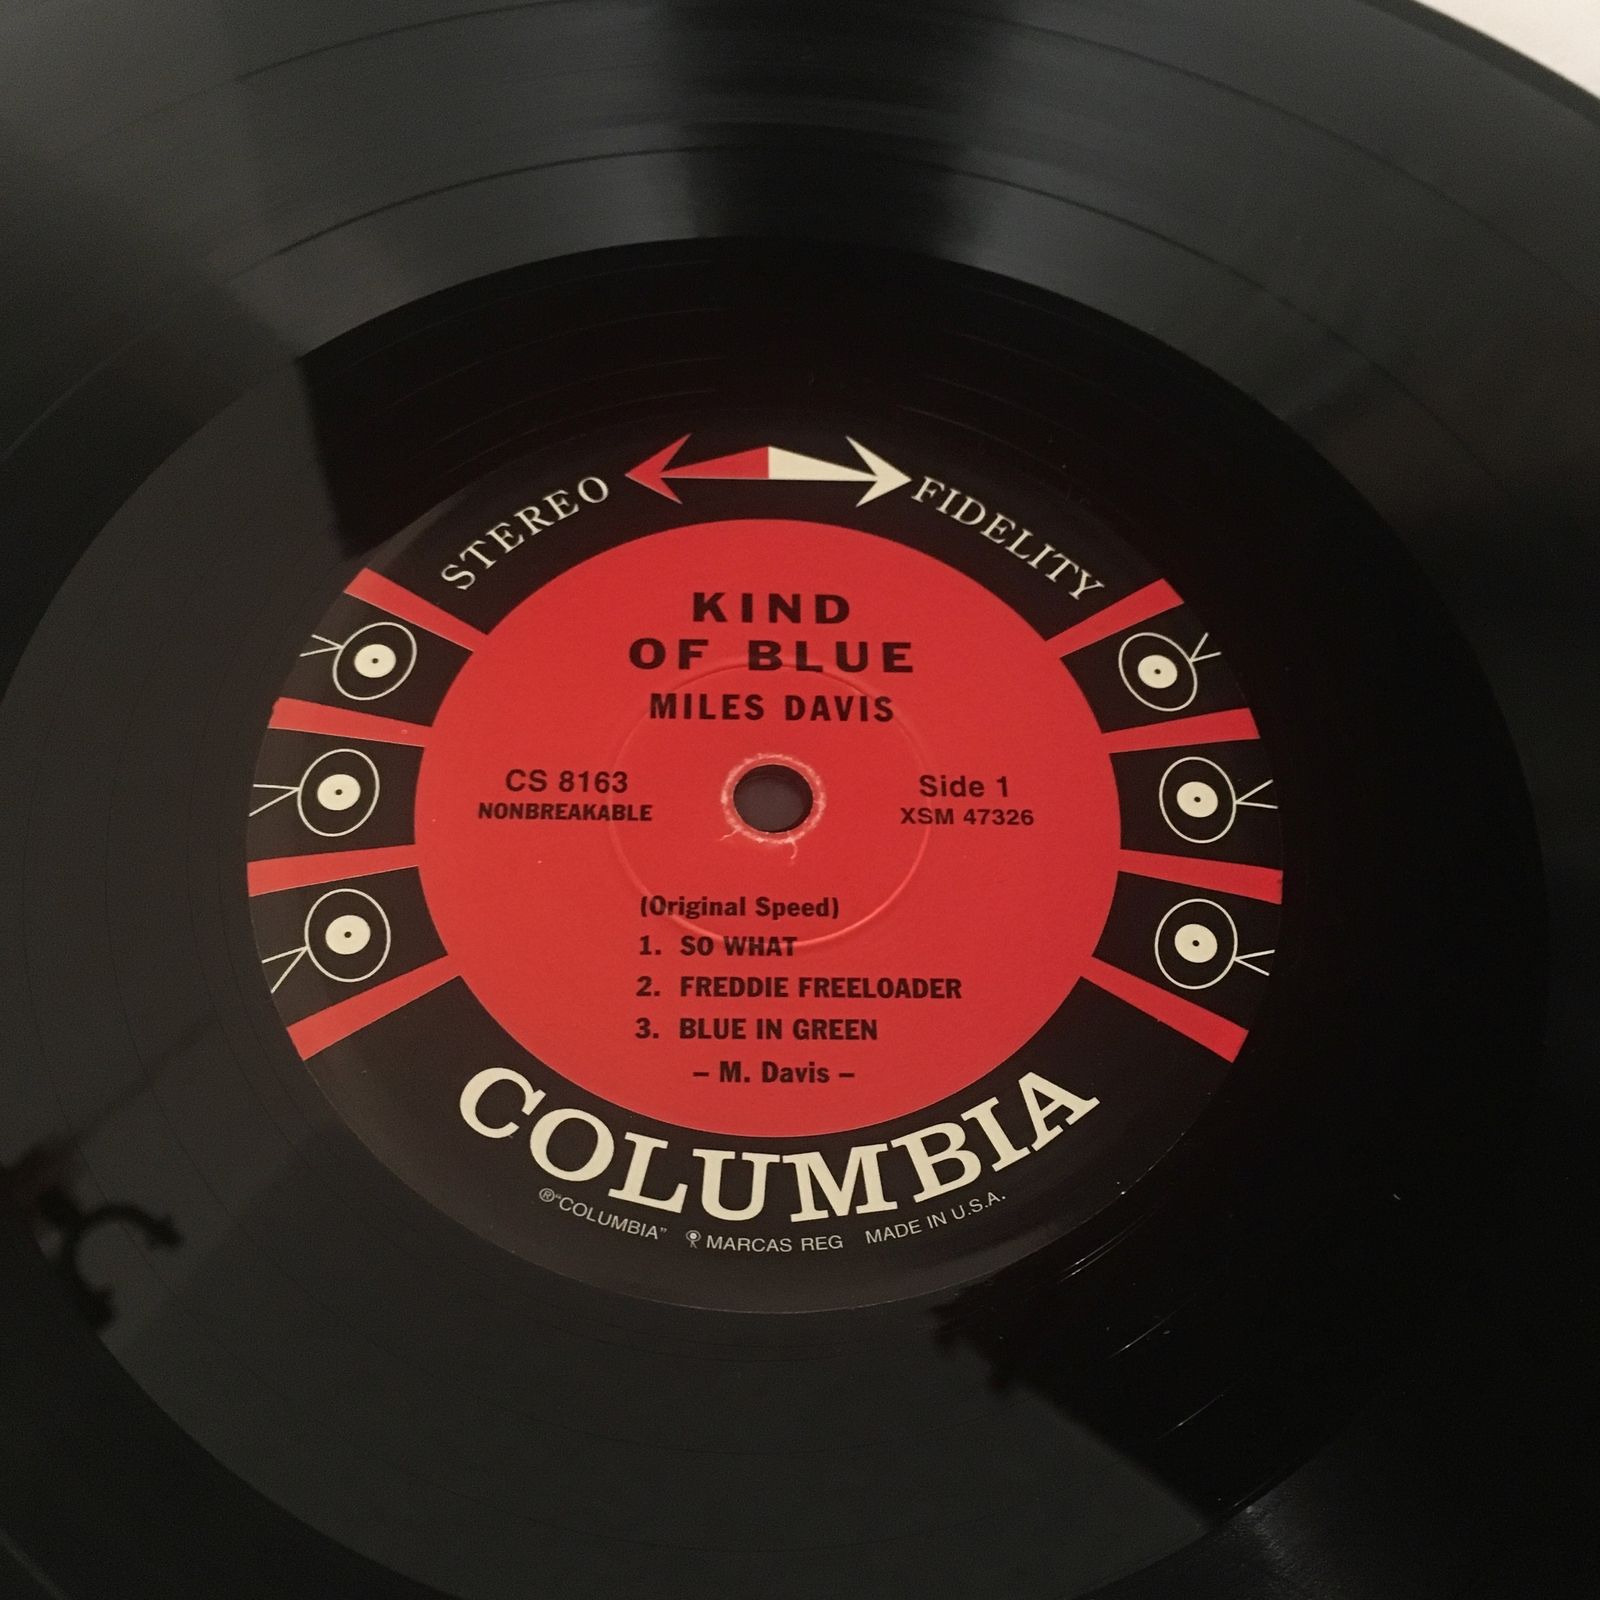 STEREO FIDELITY
KIND
OF BLUE
MILES DAVIS
CS 8163
NONBREAKABLE
Side 1
XSM 47326
(Original Speed)
1. SO WHAT
2. FREDDIE FREELOADER
3. BLUE IN GREEN
– M. Davis –
COLUMBIA
® "COLUMBIA" MARCAS REG MADE IN U.S.A.